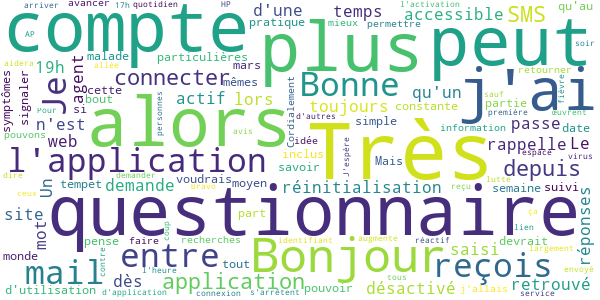 arriver avancer 17h quotidien HP
AP
compte
plus
peut
d'une temps
pratique mieux permettre
accessible SMS
l'activation
qu'au
soir
aidera allée
malade particulières
19h
Je
l'agent
connecter mars
mêmes
Bonne
qu'un
j'ai
retourner
sauf
symptômes
signaler
si
cette
bout
Pour
actif
personnes
lors
toujours constante
partie première œuvrent
fièvre
pouvons
n'est
web
alors
avis
Cordialement
d'autres
idée
J'espère
simple
information date
Très
Mais
passe
rappelle Le
espace virus
l'application
inclus
savoir
depuis
dire demander
ceux bravo
Un
tempet
demande
voudrais moyen
réinitialisation
reçu lutte
semaine suivi
site
mot
questionnaire
réponses
part
monde
pense faire
contre
recherches
coup
identifiant augmente
réactif
saisi
lien
devrait
ça
mail
entre
Bonjour
reçois
envoyé
largement
dès
l'heure
application
tout
pouvoir
tous
désactivé
retrouvé
d'utilisation d'application connexion s'arrêtent j'allais service